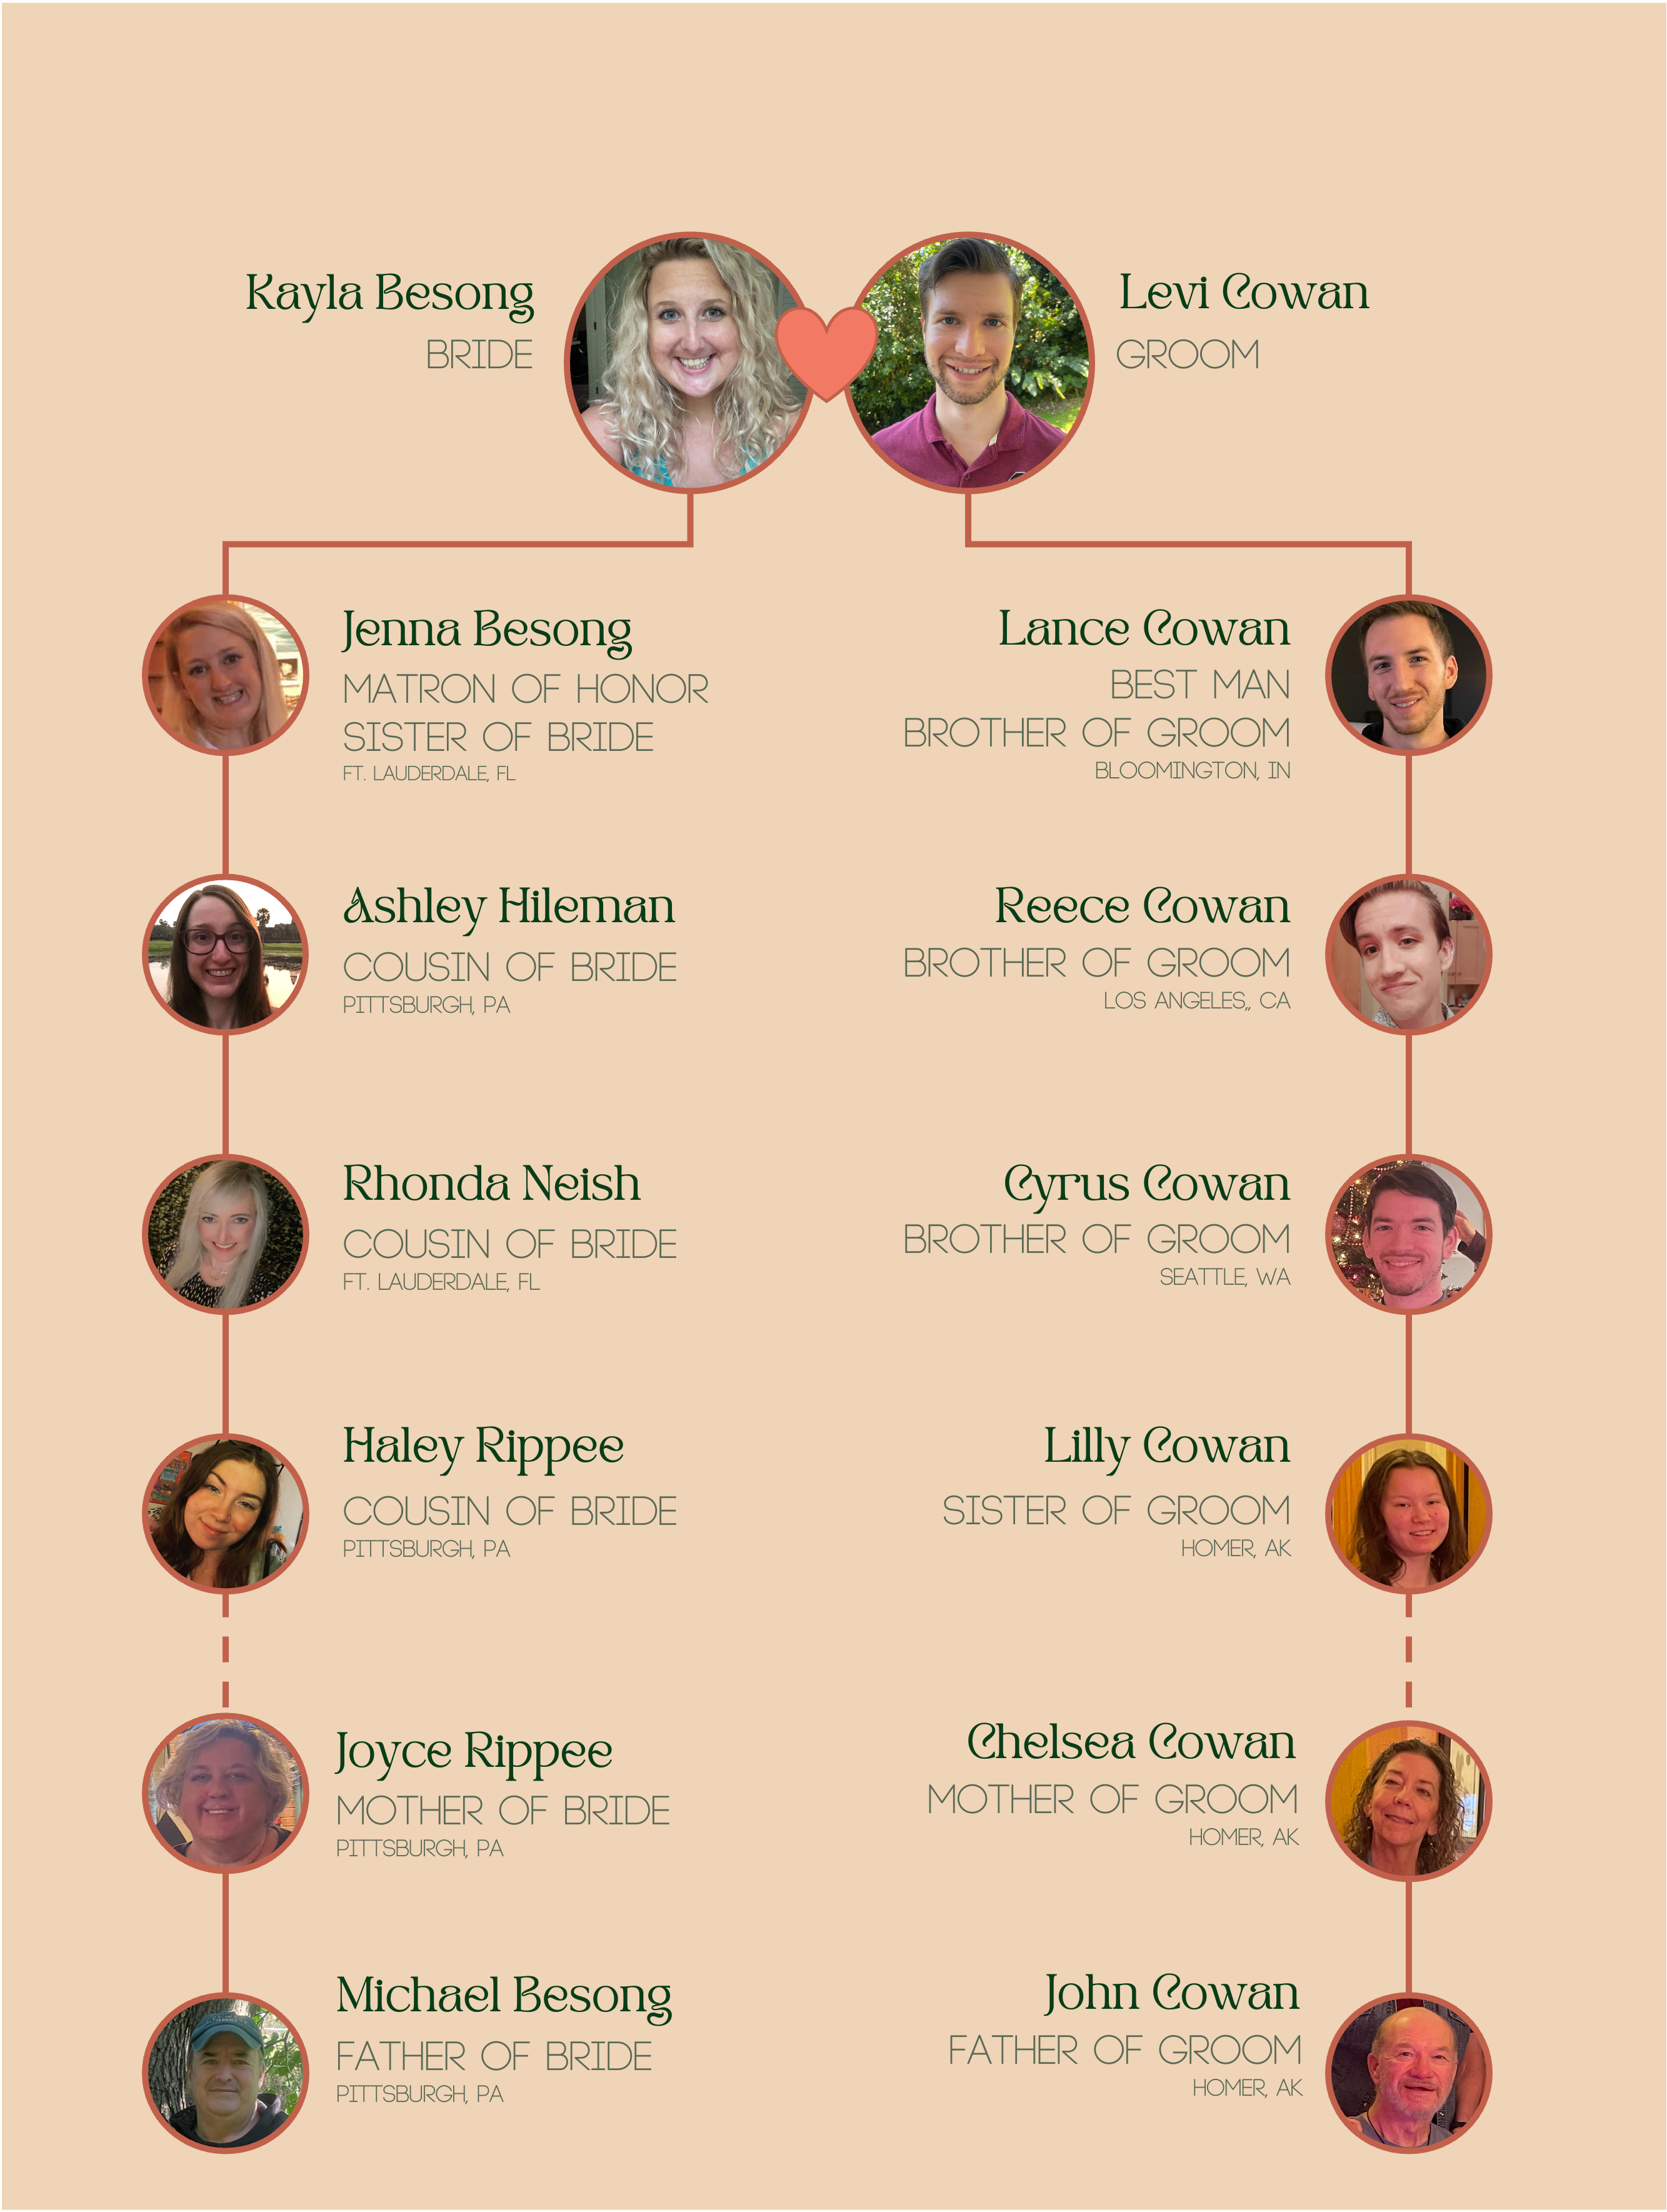 Kayla Besong
BRIDE
Levi Cowan
GROOM
Jenna Besong
MATRON OF HONOR
SISTER OF BRIDE
FT. LAUDERDALE, FL
Lance Cowan
BEST MAN
BROTHER OF GROOM
BLOOMINGTON, IN
Ashley Hileman
COUSIN OF BRIDE
PITTSBURGH, PA
Reece Cowan
BROTHER OF GROOM
LOS ANGELES,, CA
Rhonda Neish
COUSIN OF BRIDE
FT. LAUDERDALE, FL
Cyrus Cowan
BROTHER OF GROOM
SEATTLE, WA
Haley Rippee
COUSIN OF BRIDE
PITTSBURGH, PA
Lilly Cowan
SISTER OF GROOM
HOMER, AK
Joyce Rippee
MOTHER OF BRIDE
PITTSBURGH, PA
Chelsea Cowan
MOTHER OF GROOM
HOMER, AK
Michael Besong
FATHER OF BRIDE
PITTSBURGH, PA
John Cowan
FATHER OF GROOM
HOMER, AK